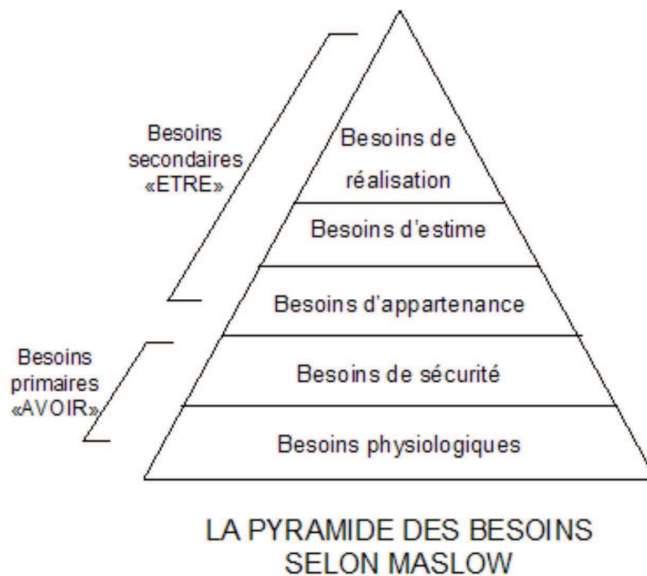 Besoins
secondaires
«ETRE»
Besoins de
réalisation
Besoins d'estime
Besoins d'appartenance
Besoins
primaires
«AVOIR»
Besoins de sécurité
Besoins physiologiques
LA PYRAMIDE DES BESOINS
SELON MASLOW